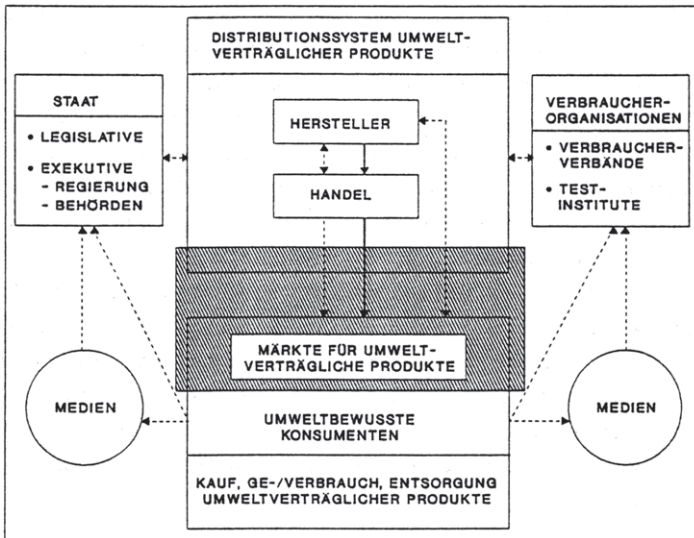 DISTRIBUTIONSSYSTEM UMWELT-
VERTRÄGLICHER PRODUKTE
STAAT
• LEGISLATIVE
• EXEKUTIVE
- REGIERUNG
- BEHÖRDEN
HERSTELLER
HANDEL
VERBRAUCHER-
ORGANISATIONEN
• VERBRAUCHER-
VERBÄNDE
• TEST-
INSTITUTE
MÄRKTE FÜR UMWELT-
VERTRÄGLICHE PRODUKTE
MEDIEN
UMWELTBEWUSSTE
KONSUMENTEN
MEDIEN
KAUF, GE-/VERBRAUCH, ENTSORGUNG
UMWELTVERTRÄGLICHER PRODUKTE